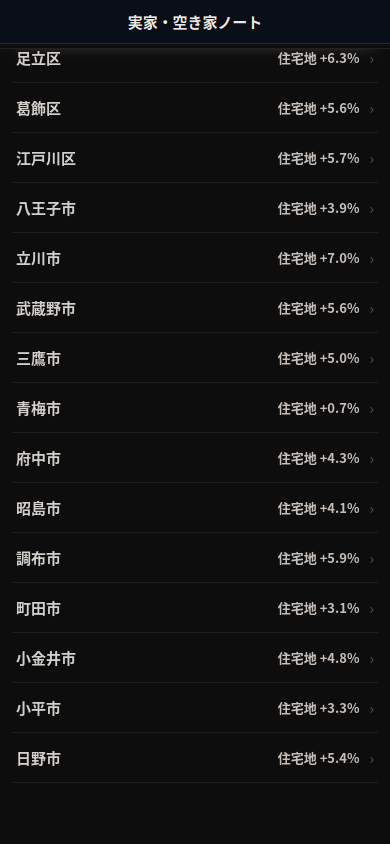 実家・空き家ノート
足立区 住宅地 +6.3% ›
葛飾区 住宅地 +5.6% ›
江戸川区 住宅地 +5.7% ›
八王子市 住宅地 +3.9% ›
立川市 住宅地 +7.0% ›
武蔵野市 住宅地 +5.6% ›
三鷹市 住宅地 +5.0% ›
青梅市 住宅地 +0.7% ›
府中市 住宅地 +4.3% ›
昭島市 住宅地 +4.1% ›
調布市 住宅地 +5.9% ›
町田市 住宅地 +3.1% ›
小金井市 住宅地 +4.8% ›
小平市 住宅地 +3.3% ›
日野市 住宅地 +5.4% ›